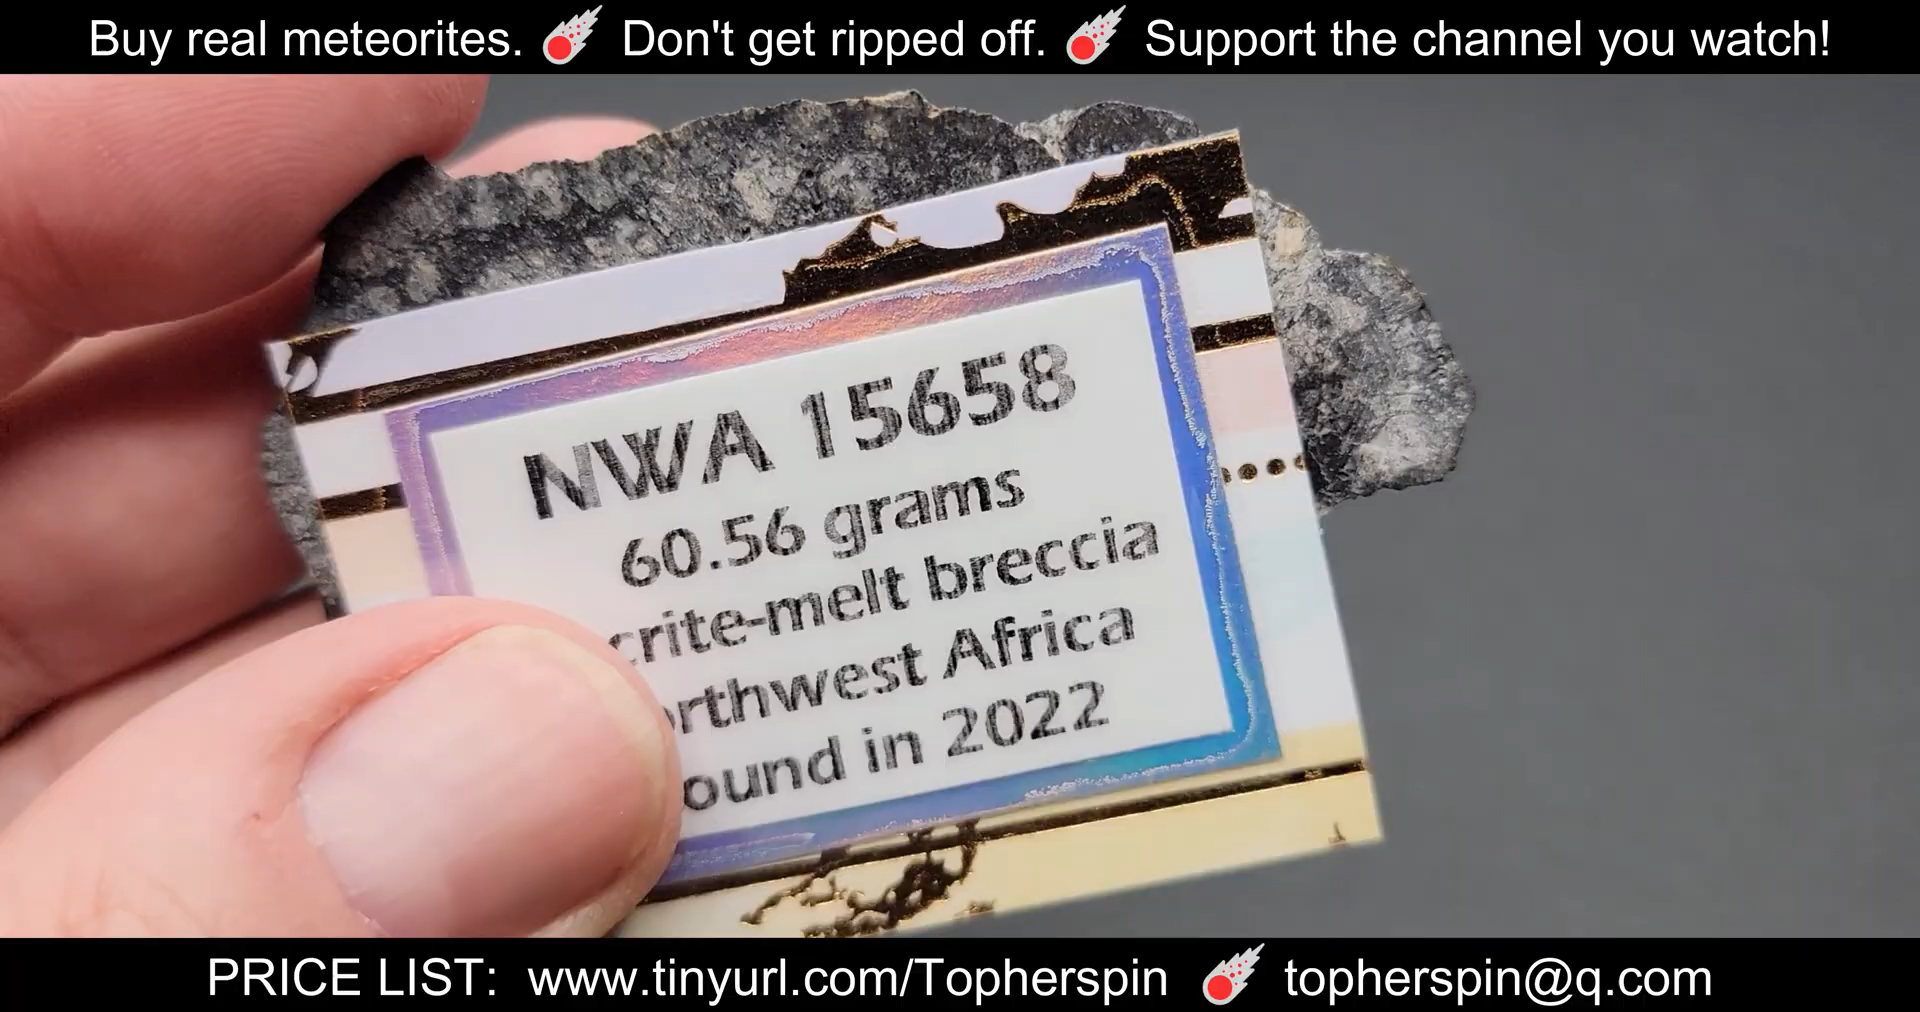 Buy real meteorites. Don't get ripped off. Support the channel you watch!
NWA 15658
60.56 grams
crite-melt breccia
orthwest Africa
ound in 2022
PRICE LIST: www.tinyurl.com/Topherspin topherspin@q.com